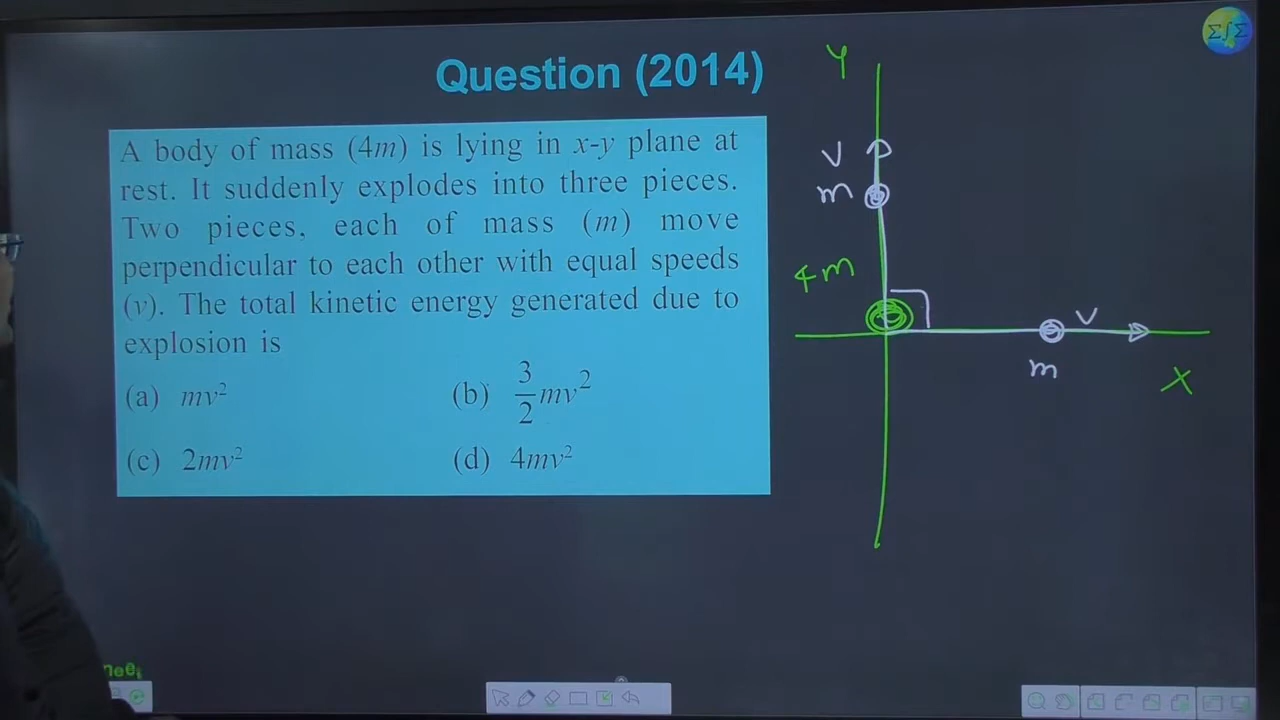 Question (2014)
A body of mass (4m) is lying in x-y plane at
rest. It suddenly explodes into three pieces.
Two pieces, each of mass (m) move
perpendicular to each other with equal speeds
(v). The total kinetic energy generated due to
explosion is
(a) mv²
(b) 3/2 mv²
(c) 2mv²
(d) 4mv²
Y
V
m
4m
V
m
X
Σ∫Σ